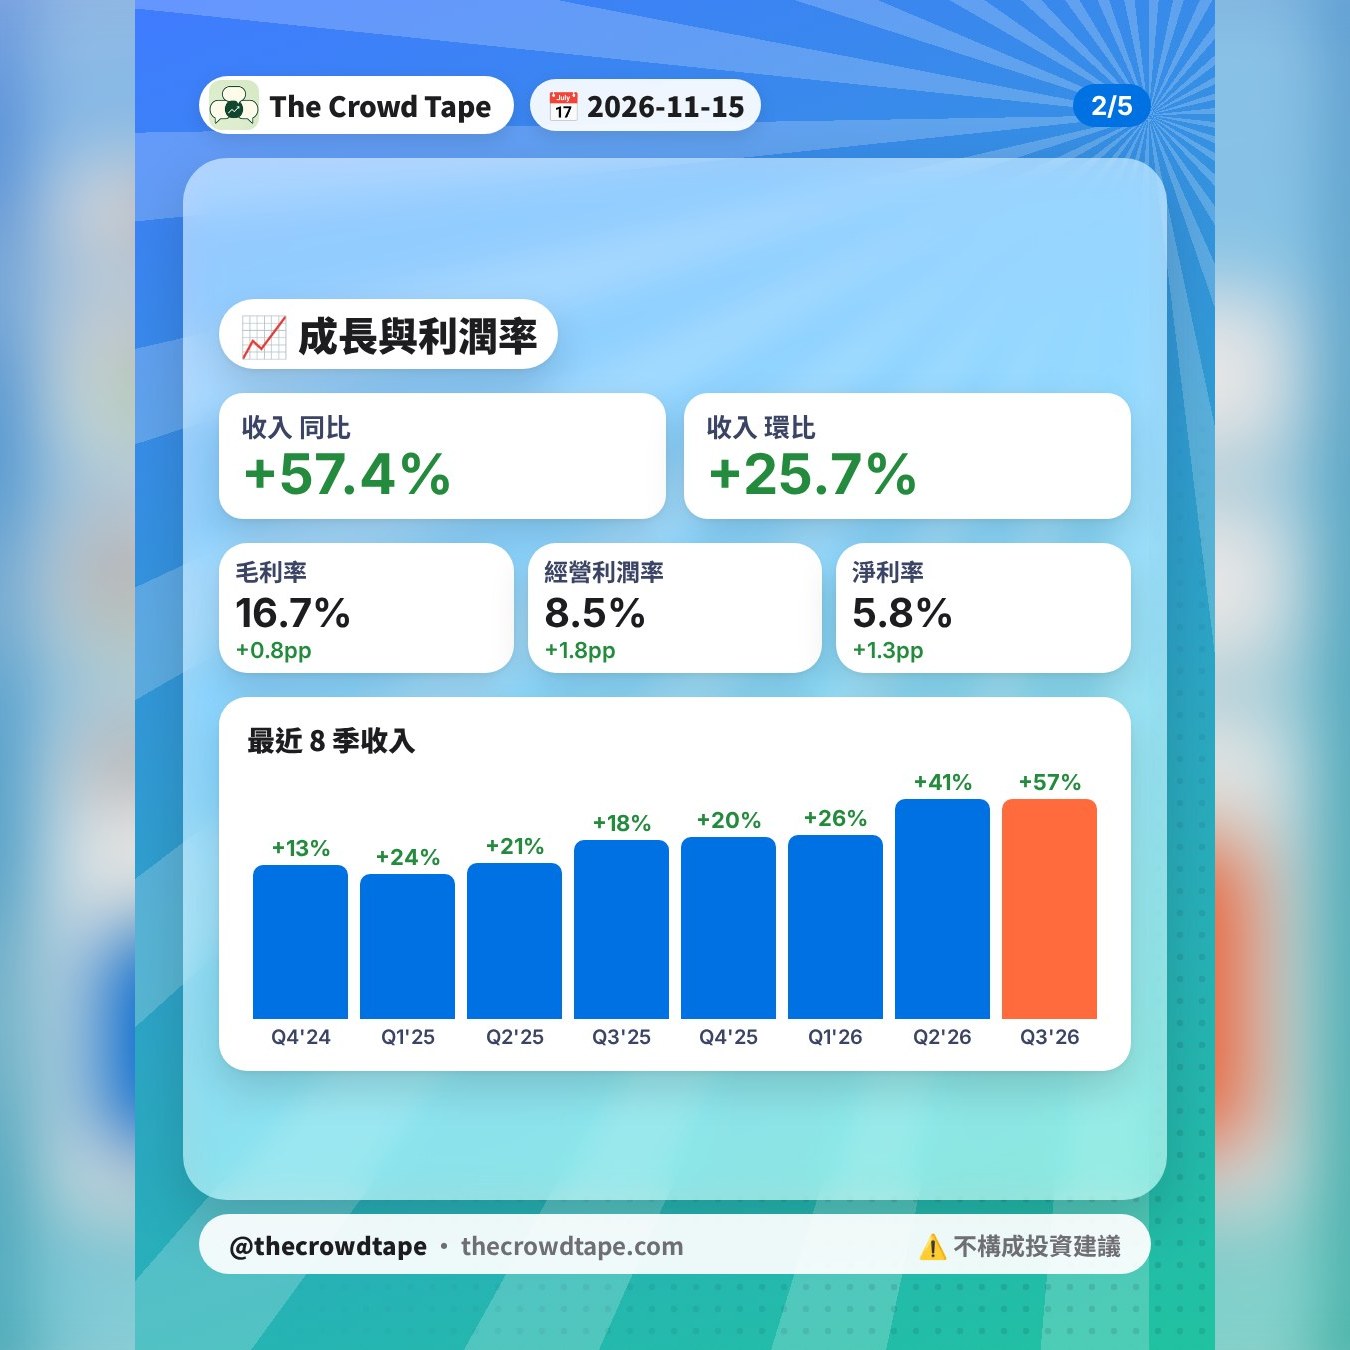 The Crowd Tape
July 17 2026-11-15
2/5
成長與利潤率
收入 同比
+57.4%
收入 環比
+25.7%
毛利率
16.7%
+0.8pp
經營利潤率
8.5%
+1.8pp
淨利率
5.8%
+1.3pp
最近 8 季收入
+13% +24% +21% +18% +20% +26% +41% +57%
Q4'24 Q1'25 Q2'25 Q3'25 Q4'25 Q1'26 Q2'26 Q3'26
@thecrowdtape • thecrowdtape.com
不構成投資建議